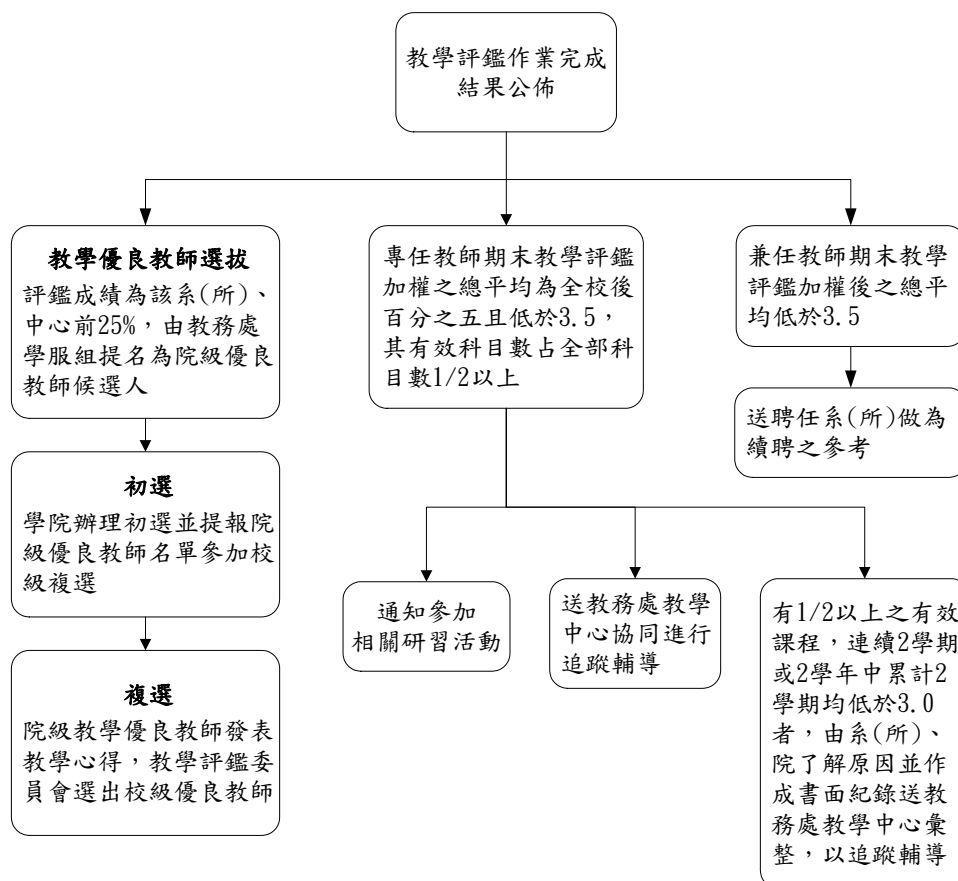 教學評鑑作業完成
結果公佈
教學優良教師選拔
評鑑成績為該系(所)、
中心前25%，由教務處
學服組提名為院級優良
教師候選人
初選
學院辦理初選並提報院
級優良教師名單參加校
級複選
複選
院級教學優良教師發表
教學心得，教學評鑑委
員會選出校級優良教師
專任教師期末教學評鑑
加權之總平均為全校後
百分之五且低於3.5，
其有效科目數占全部科
目數1/2以上
通知參加
相關研習活動
送教務處教學
中心協同進行
追蹤輔導
有1/2以上之有效
課程，連續2學期
或2學年中累計2
學期均低於3.0
者，由系(所)、
院了解原因並作
成書面紀錄送教
務處教學中心彙
整，以追蹤輔導
兼任教師期末教學
評鑑加權後之總平
均低於3.5
送聘任系(所)做為
續聘之參考